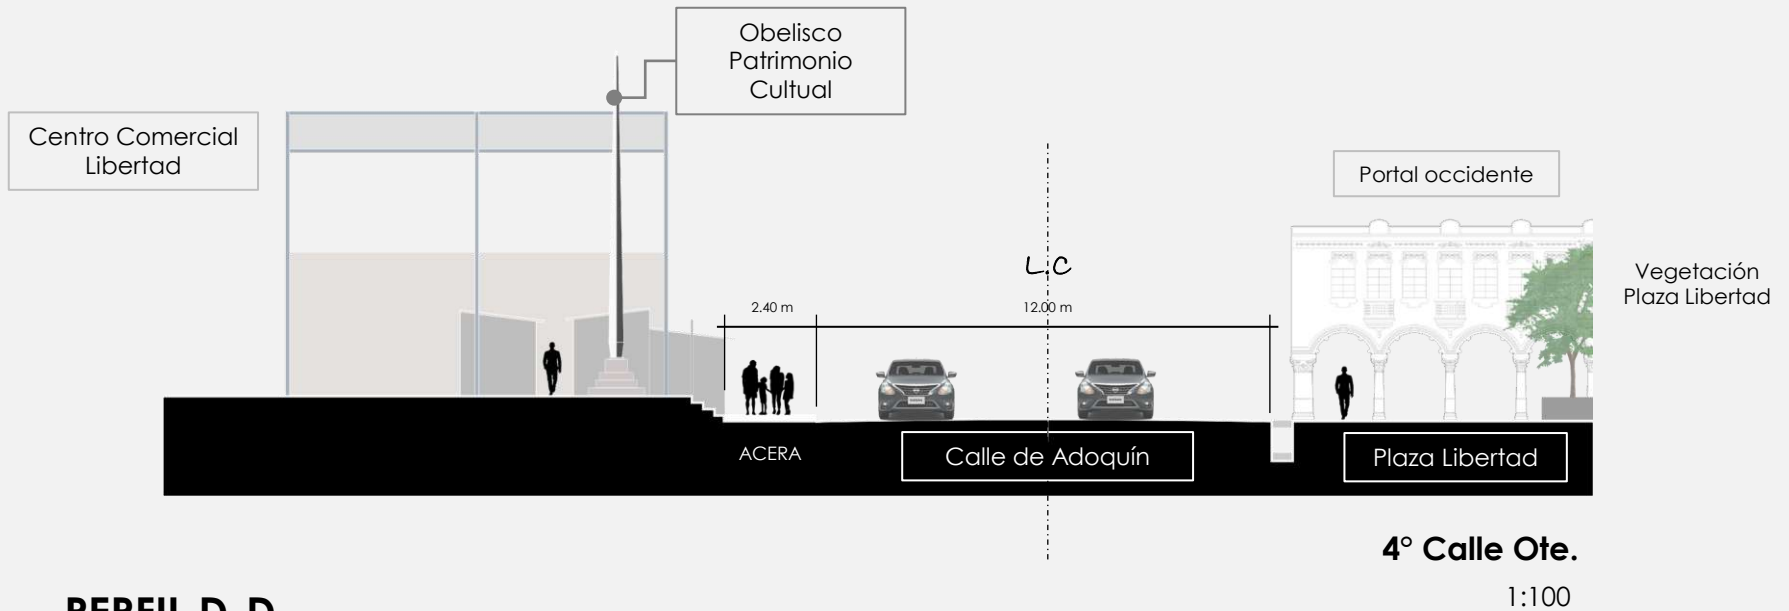 Obelisco
Patrimonio
Cultual
Centro Comercial
Libertad
Portal occidente
L.C
Vegetación
Plaza Libertad
2.40 m
12.00 m
ACERA
Calle de Adoquín
Plaza Libertad
4° Calle Ote.
1:100
PERFIL D-D